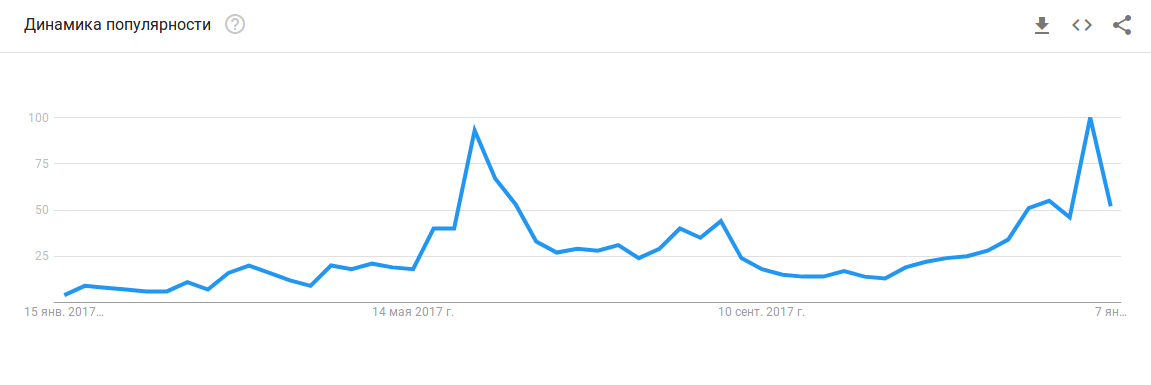 Динамика популярности ?
100
75
50
25
15 янв. 2017…
14 мая 2017 г.
10 сент. 2017 г.
7 ян…